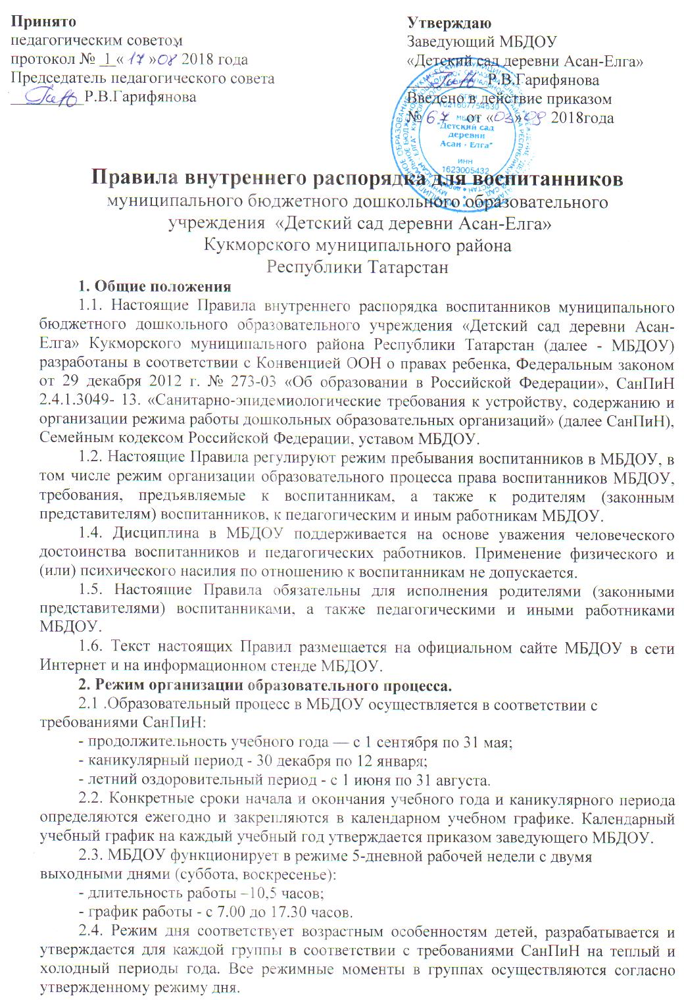 Принято
педагогическим советом
протокол № _1_« 17 »08 2018 года
Председатель педагогического совета
_________Р.В.Гарифянова
Утверждаю
Заведующий МБДОУ
«Детский сад деревни Асан-Елга»
__________Р.В.Гарифянова
Введено в действие приказом
№ 67 от «03»09 2018года
1021607754630
МБДОУ
"Детский сад
деревни
Асан - Елга"
ИНН
1623005432
Правила внутреннего распорядка для воспитанников
муниципального бюджетного дошкольного образовательного
учреждения «Детский сад деревни Асан-Елга»
Кукморского муниципального района
Республики Татарстан
1. Общие положения
1.1. Настоящие Правила внутреннего распорядка воспитанников муниципального
бюджетного дошкольного образовательного учреждения «Детский сад деревни Асан-
Елга» Кукморского муниципального района Республики Татарстан (далее - МБДОУ)
разработаны в соответствии с Конвенцией ООН о правах ребенка, Федеральным законом
от 29 декабря 2012 г. № 273-03 «Об образовании в Российской Федерации», СанПиН
2.4.1.3049- 13. «Санитарно-эпидемиологические требования к устройству, содержанию и
организации режима работы дошкольных образовательных организаций» (далее СанПиН),
Семейным кодексом Российской Федерации, уставом МБДОУ.
1.2. Настоящие Правила регулируют режим пребывания воспитанников в МБДОУ, в
том числе режим организации образовательного процесса права воспитанников МБДОУ,
требования, предъявляемые к воспитанникам, а также к родителям (законным
представителям) воспитанников, к педагогическим и иным работникам МБДОУ.
1.4. Дисциплина в МБДОУ поддерживается на основе уважения человеческого
достоинства воспитанников и педагогических работников. Применение физического и
(или) психического насилия по отношению к воспитанникам не допускается.
1.5. Настоящие Правила обязательны для исполнения родителями (законными
представителями) воспитанниками, а также педагогическими и иными работниками
МБДОУ.
1.6. Текст настоящих Правил размещается на официальном сайте МБДОУ в сети
Интернет и на информационном стенде МБДОУ.
2. Режим организации образовательного процесса.
2.1 .Образовательный процесс в МБДОУ осуществляется в соответствии с
требованиями СанПиН:
- продолжительность учебного года — с 1 сентября по 31 мая;
- каникулярный период - 30 декабря по 12 января;
- летний оздоровительный период - с 1 июня по 31 августа.
2.2. Конкретные сроки начала и окончания учебного года и каникулярного периода
определяются ежегодно и закрепляются в календарном учебном графике. Календарный
учебный график на каждый учебный год утверждается приказом заведующего МБДОУ.
2.3. МБДОУ функционирует в режиме 5-дневной рабочей недели с двумя
выходными днями (суббота, воскресенье):
- длительность работы –10,5 часов;
- график работы - с 7.00 до 17.30 часов.
2.4. Режим дня соответствует возрастным особенностям детей, разрабатывается и
утверждается для каждой группы в соответствии с требованиями СанПиН на теплый и
холодный периоды года. Все режимные моменты в группах осуществляются согласно
утвержденному режиму дня.